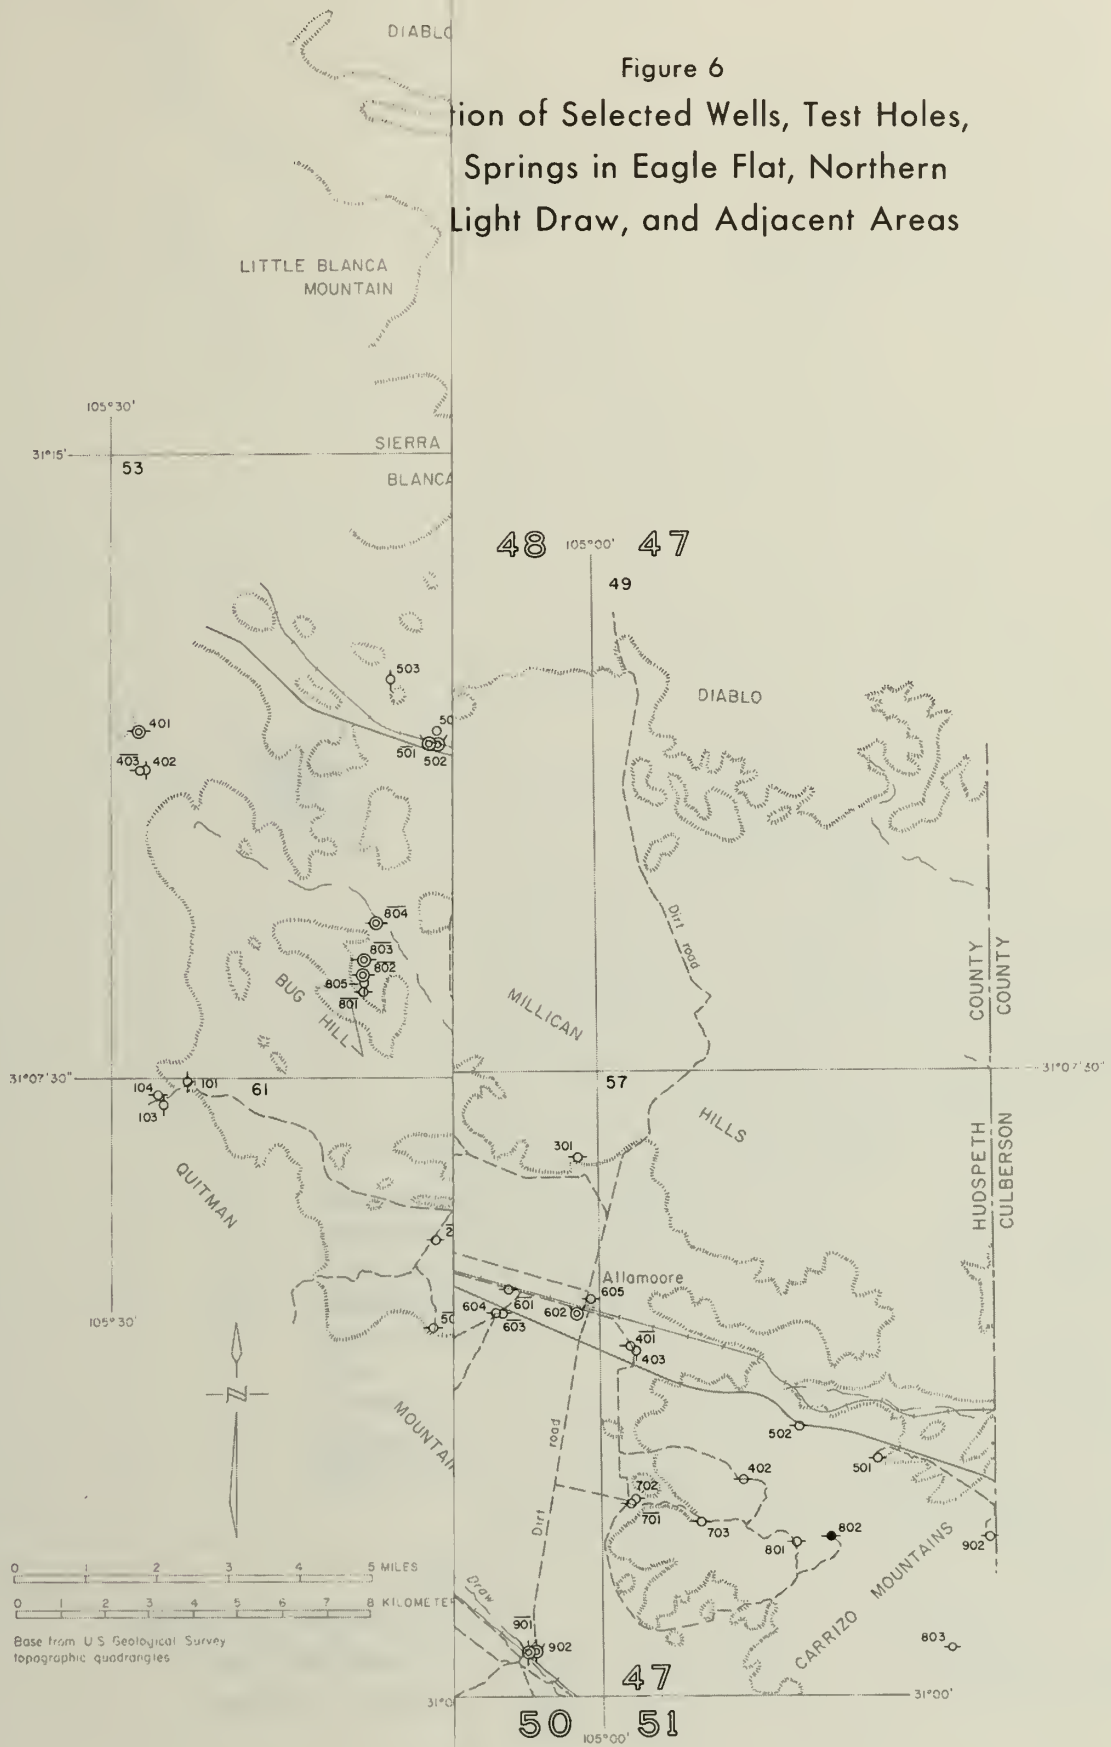 DIABLO
Figure 6
tion of Selected Wells, Test Holes,
Springs in Eagle Flat, Northern
Light Draw, and Adjacent Areas
LITTLE BLANCA
MOUNTAIN
105°30'
SIERRA
31°15'
53
BLANCA
48
105°00'
47
49
503
DIABLO
401
50
501
502
403
402
804
803
802
805
801
BUG
HILL
MILLICAN
Dirt road
COUNTY
COUNTY
31°07'30"
101
61
57
31°07'30"
104
103
301
HILLS
HUDSPETH
CULBERSON
QUITMAN
2
Allamoore
605
604
601
602
603
105°30'
50
401
403
N
MOUNTAIN
502
501
Dirt road
402
702
701
703
801
802
902
CARRIZO MOUNTAINS
0 1 2 3 4 5 MILES
0 1 2 3 4 5 6 7 8 KILOMETE
Draw
Base from U.S. Geological Survey
topographic quadrangles
901
902
803
47
31°0
31°00'
50
51
105°00'